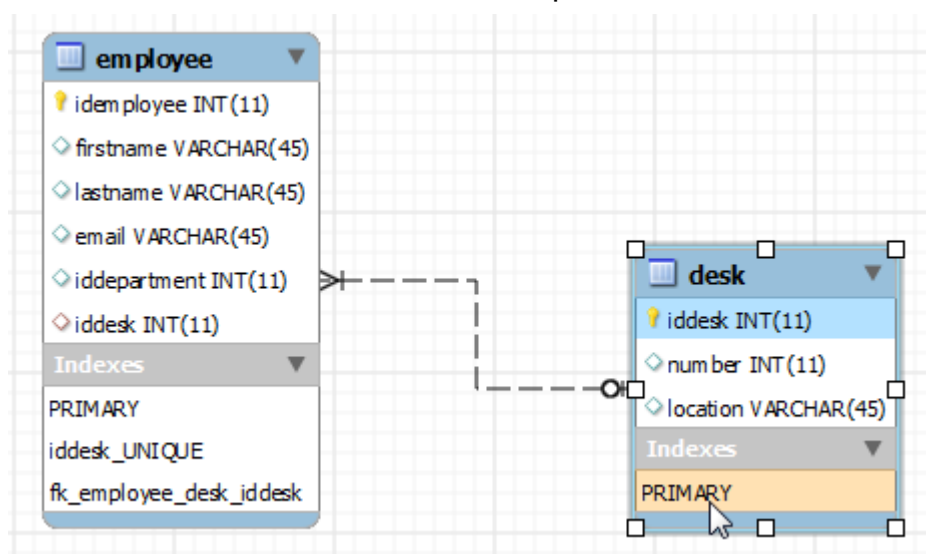 employee
idemployee INT(11)
firstname VARCHAR(45)
lastname VARCHAR(45)
email VARCHAR(45)
iddepartment INT(11)
iddesk INT(11)
Indexes
PRIMARY
iddesk_UNIQUE
fk_employee_desk_iddesk
desk
iddesk INT(11)
number INT(11)
location VARCHAR(45)
Indexes
PRIMARY